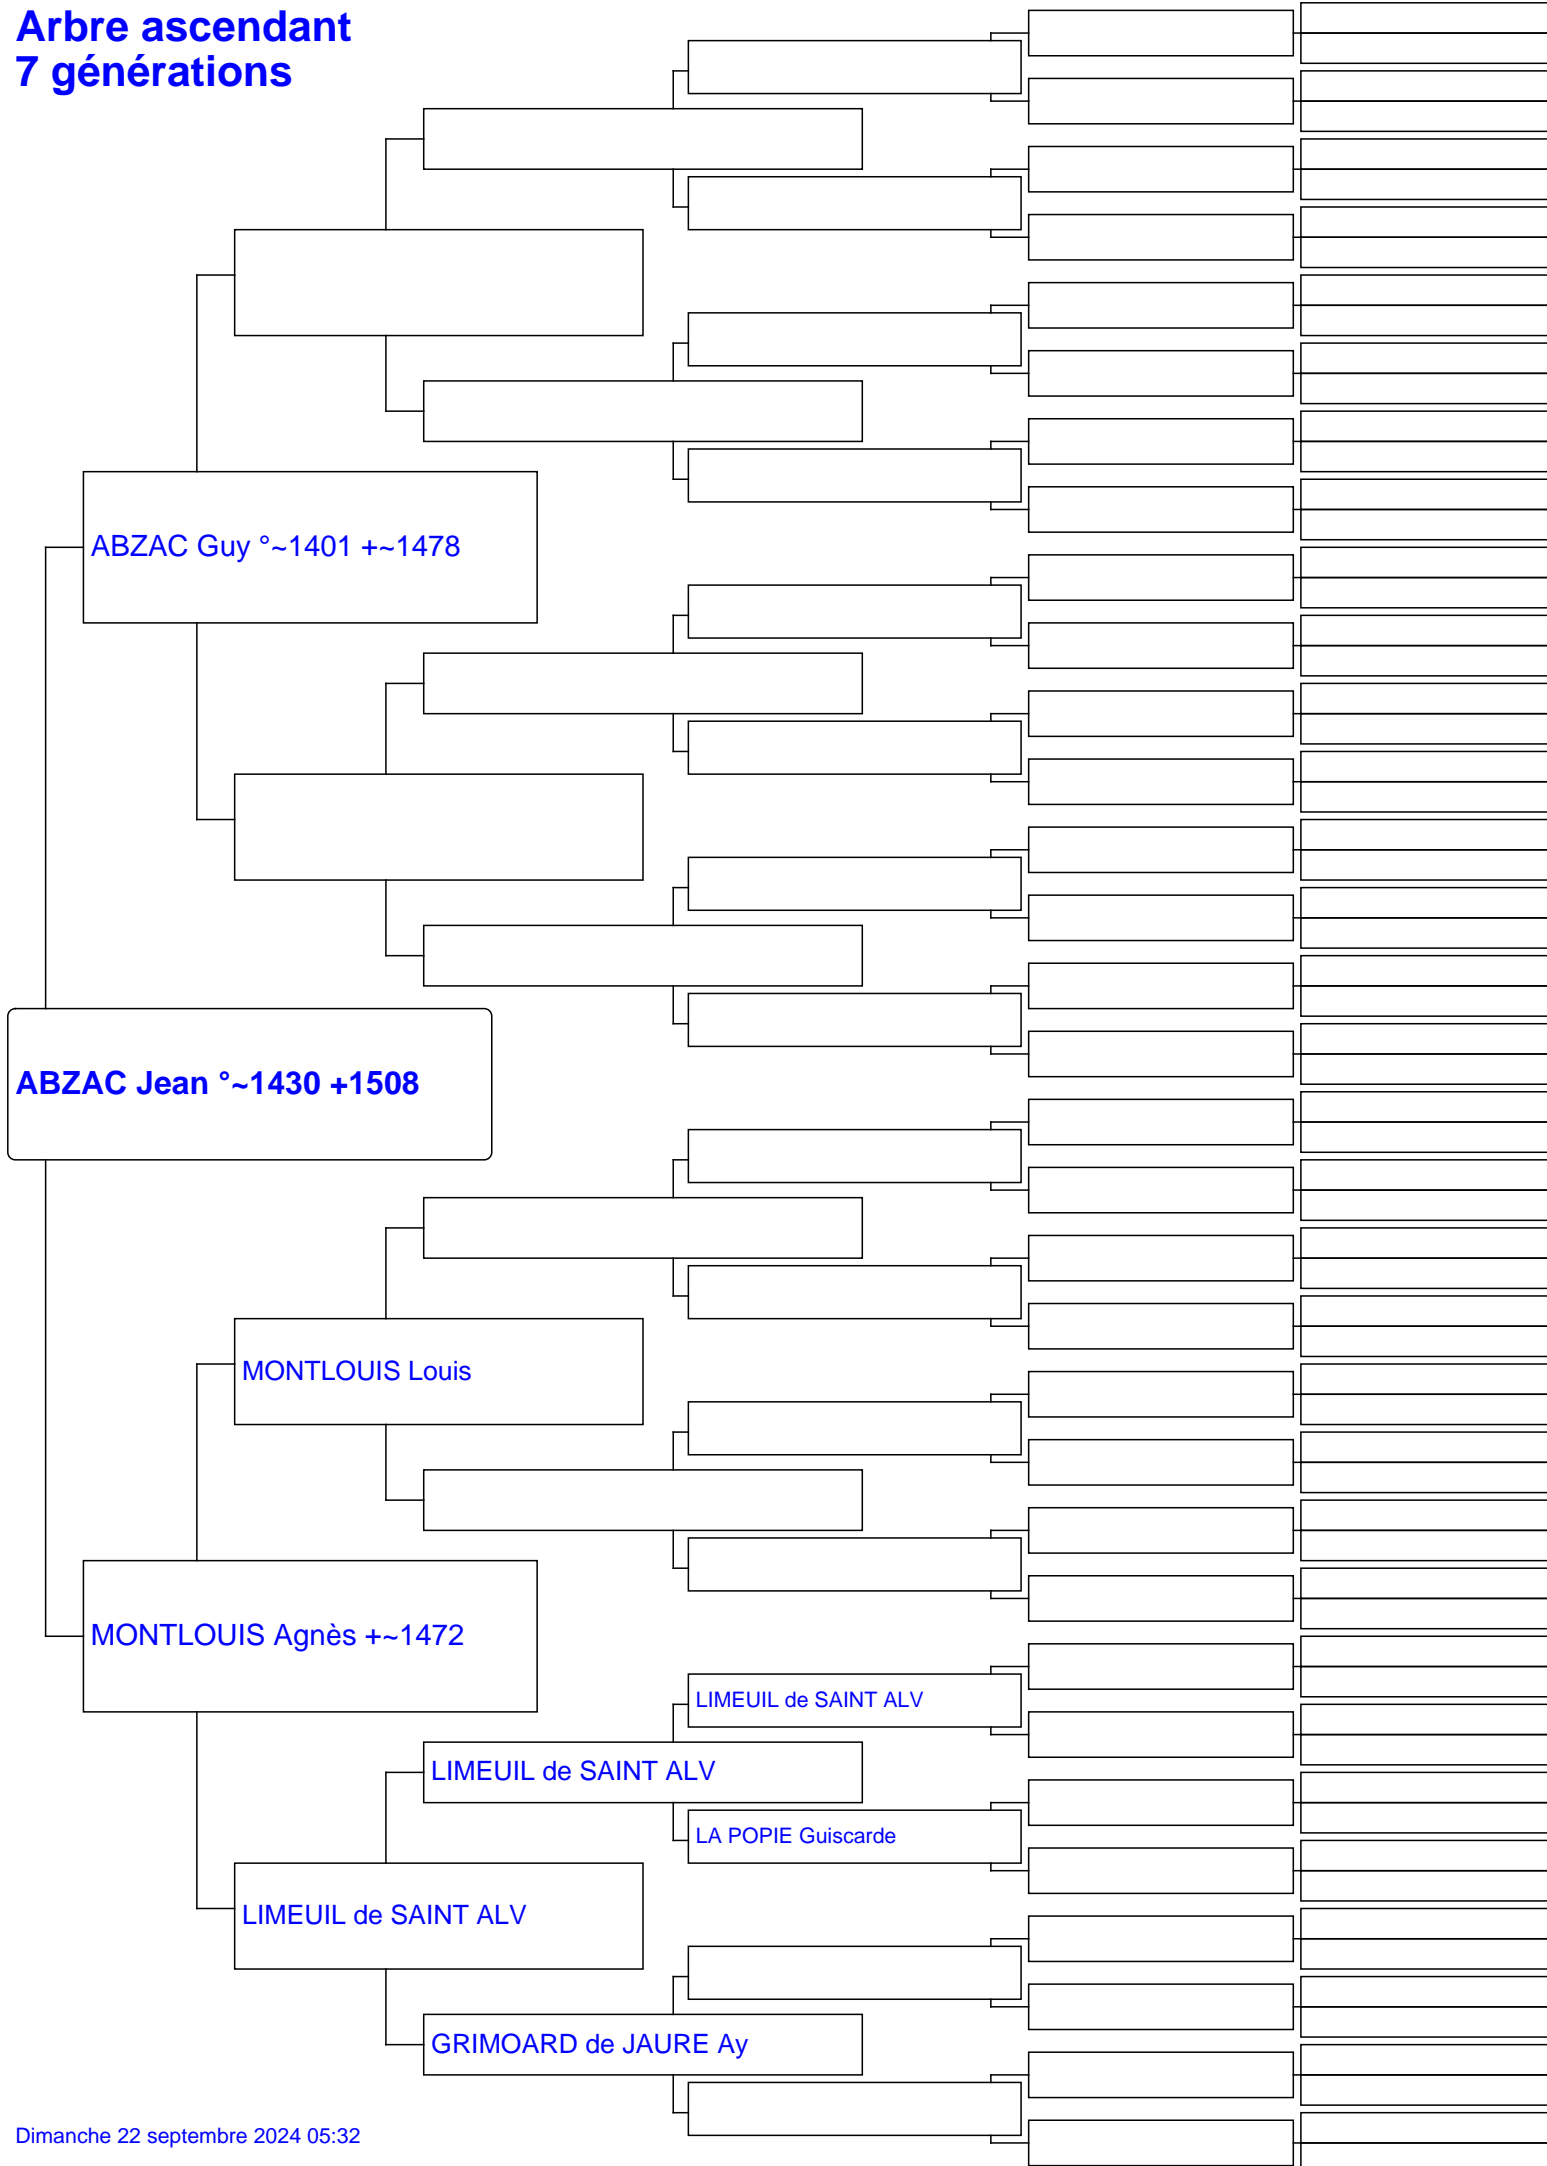 Arbre ascendant
7 générations
ABZAC Guy °~1401 +~1478
ABZAC Jean °~1430 +1508
MONTLOUIS Louis
MONTLOUIS Agnès +~1472
LIMEUIL de SAINT ALV
LIMEUIL de SAINT ALV
LA POPIE Guiscarde
LIMEUIL de SAINT ALV
GRIMOARD de JAURE Ay
Dimanche 22 septembre 2024 05:32